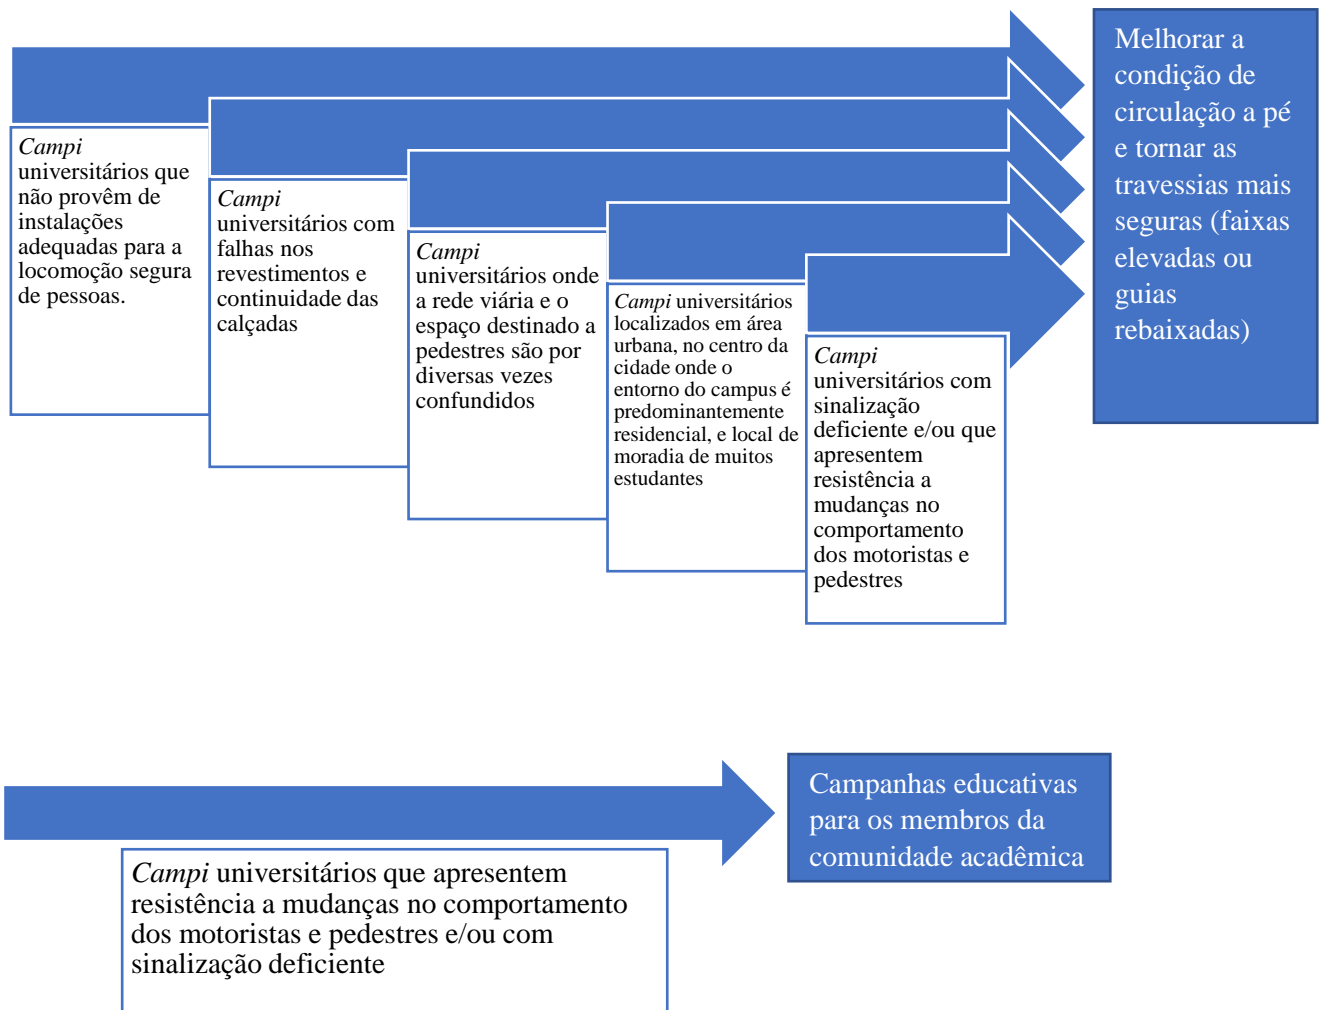 Campi
universitários que
não provêm de
instalações
adequadas para a
locomoção segura
de pessoas.
Campi
universitários com
falhas nos
revestimentos e
continuidade das
calçadas
Campi
universitários onde
a rede viária e o
espaço destinado a
pedestres são por
diversas vezes
confundidos
Campi universitários
localizados em área
urbana, no centro da
cidade onde o
entorno do campus é
predominantemente
residencial, e local de
moradia de muitos
estudantes
Campi
universitários com
sinalização
deficiente e/ou que
apresentem
resistência a
mudanças no
comportamento
dos motoristas e
pedestres
Melhorar a
condição de
circulação a pé
e tornar as
travessias mais
seguras (faixas
elevadas ou
guias
rebaixadas)
Campi universitários que apresentem
resistência a mudanças no comportamento
dos motoristas e pedestres e/ou com
sinalização deficiente
Campanhas educativas
para os membros da
comunidade acadêmica